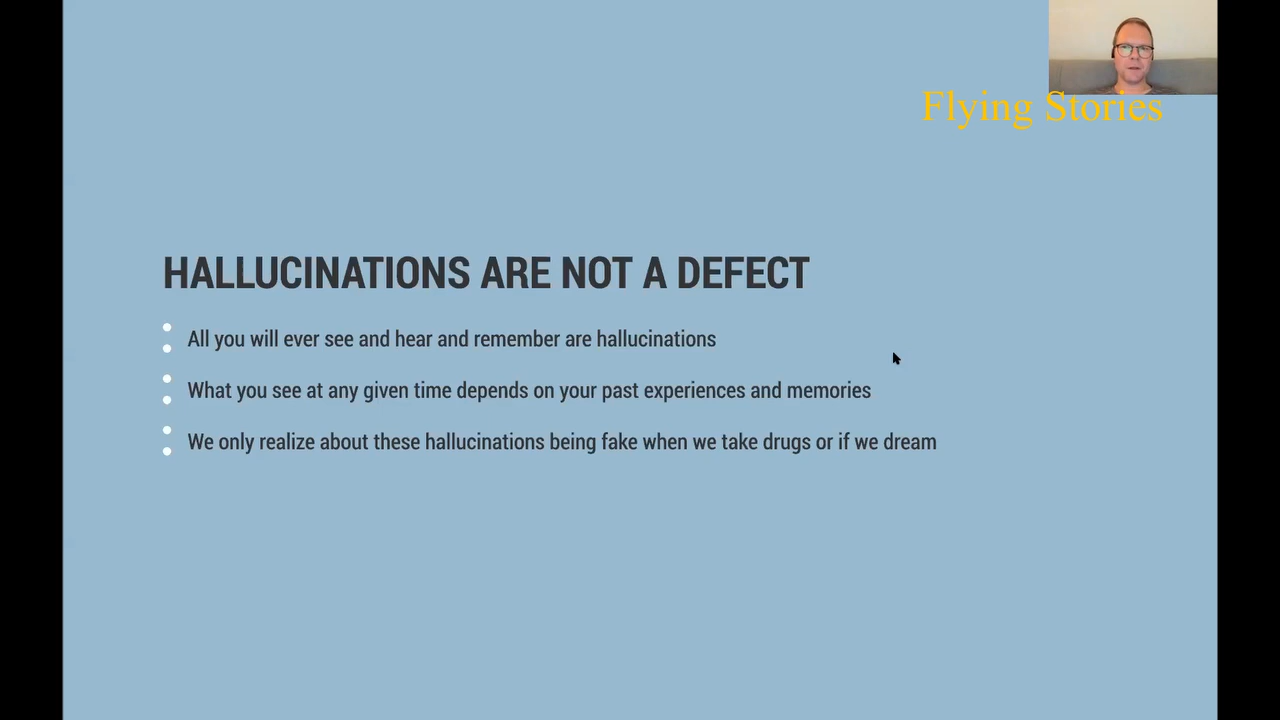 Flying Stories
HALLUCINATIONS ARE NOT A DEFECT
All you will ever see and hear and remember are hallucinations
What you see at any given time depends on your past experiences and memories
We only realize about these hallucinations being fake when we take drugs or if we dream